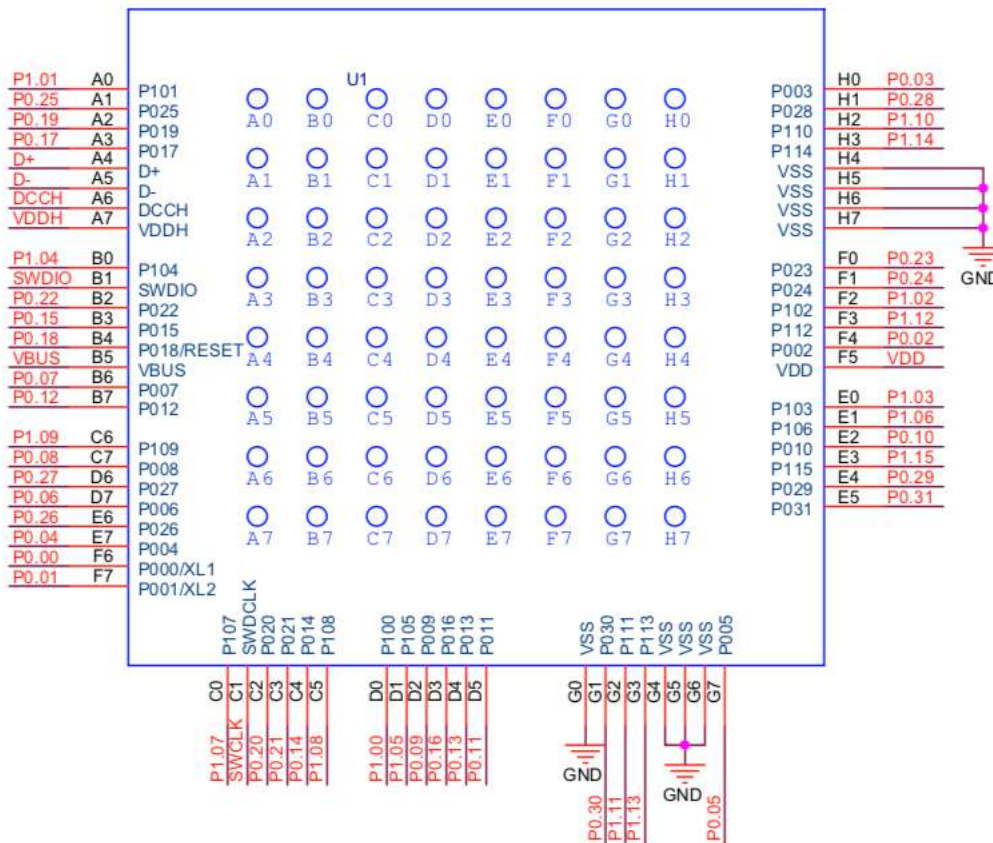 U1
P1.01 A0 P101
P0.25 A1 P025
P0.19 A2 P019
P0.17 A3 P017
D+ A4 D+
D- A5 D-
DCCH A6 DCCH
VDDH A7 VDDH
P1.04 B0 P104
SWDIO B1 SWDIO
P0.22 B2 P022
P0.15 B3 P015
P0.18 B4 P018/RESET
VBUS B5 VBUS
P0.07 B6 P007
P0.12 B7 P012
P1.09 C6 P109
P0.08 C7 P008
P0.27 D6 P027
P0.06 D7 P006
P0.26 E6 P026
P0.04 E7 P004
P0.00 F6 P000/XL1
P0.01 F7 P001/XL2
A0 B0 C0 D0 E0 F0 G0 H0
A1 B1 C1 D1 E1 F1 G1 H1
A2 B2 C2 D2 E2 F2 G2 H2
A3 B3 C3 D3 E3 F3 G3 H3
A4 B4 C4 D4 E4 F4 G4 H4
A5 B5 C5 D5 E5 F5 G5 H5
A6 B6 C6 D6 E6 F6 G6 H6
A7 B7 C7 D7 E7 F7 G7 H7
P003 H0 P0.03
P028 H1 P0.28
P110 H2 P1.10
P114 H3 P1.14
VSS H4
VSS H5
VSS H6
VSS H7
GND
P023 F0 P0.23
P024 F1 P0.24
P102 F2 P1.02
P112 F3 P1.12
P002 F4 P0.02
VDD F5 VDD
P103 E0 P1.03
P106 E1 P1.06
P010 E2 P0.10
P115 E3 P1.15
P029 E4 P0.29
P031 E5 P0.31
P107 C0 P1.07
SWDCLK C1 SWCLK
P020 C2 P0.20
P021 C3 P0.21
P014 C4 P0.14
P108 C5 P1.08
P100 D0 P1.00
P105 D1 P1.05
P009 D2 P0.09
P016 D3 P0.16
P013 D4 P0.13
P011 D5 P0.11
VSS G0 GND
P030 G1 P0.30
P111 G2 P1.11
P113 G3 P1.13
VSS G4
VSS G5
VSS G6
GND
P005 G7 P0.05